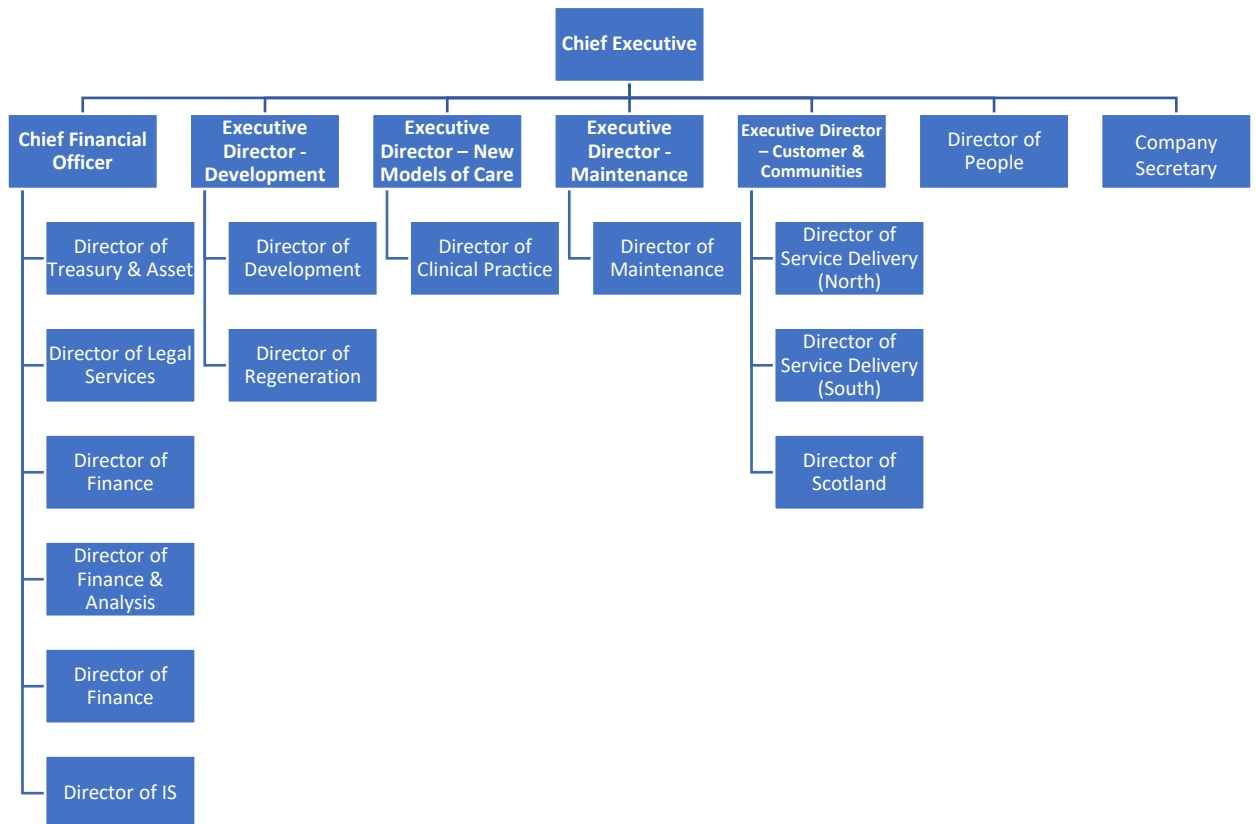 Chief Executive
Chief Financial
Officer
Executive
Director -
Development
Executive
Director – New
Models of Care
Executive
Director -
Maintenance
Executive Director
– Customer &
Communities
Director of
People
Company
Secretary
Director of
Treasury & Asset
Director of
Development
Director of
Clinical Practice
Director of
Maintenance
Director of
Service Delivery
(North)
Director of Legal
Services
Director of
Regeneration
Director of
Service Delivery
(South)
Director of
Finance
Director of
Scotland
Director of
Finance &
Analysis
Director of
Finance
Director of IS